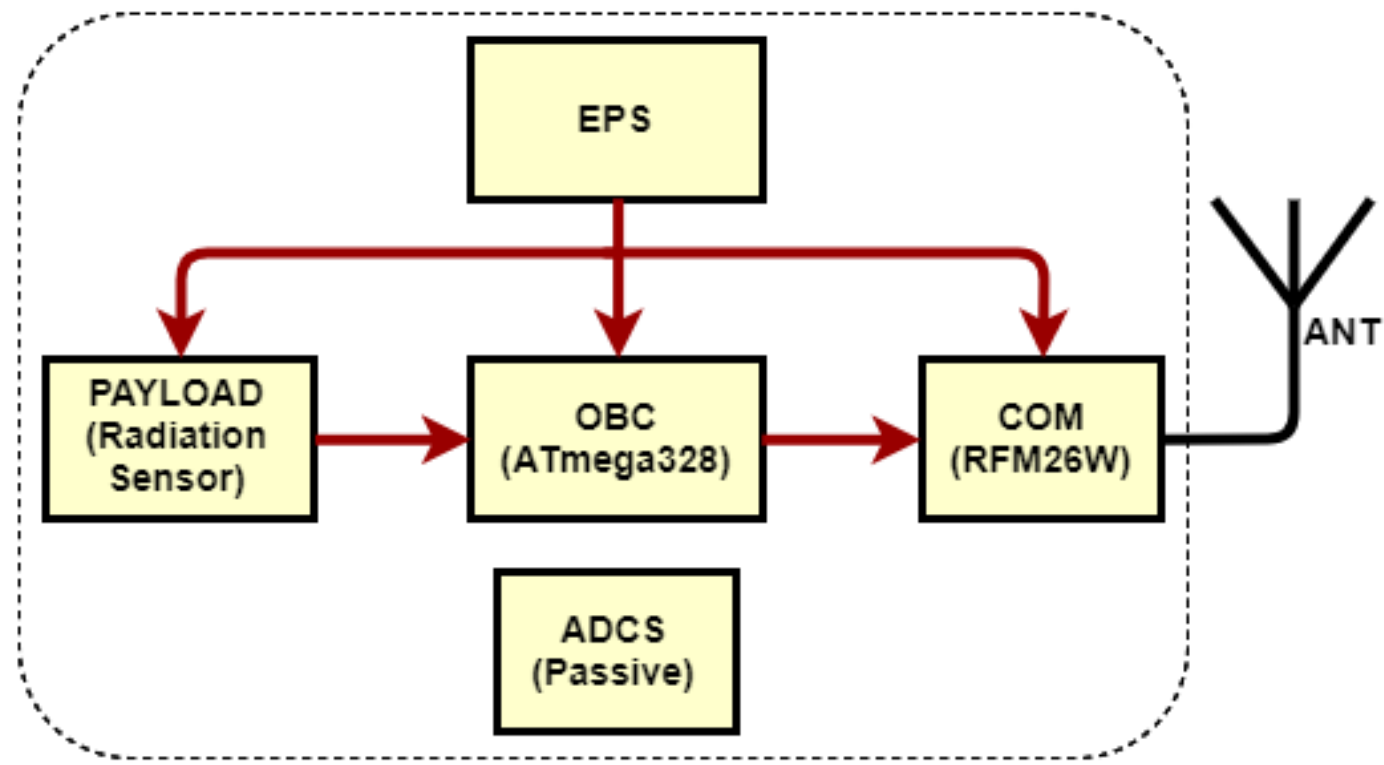 EPS
ANT
PAYLOAD
(Radiation
Sensor)
OBC
(ATmega328)
COM
(RFM26W)
ADCS
(Passive)